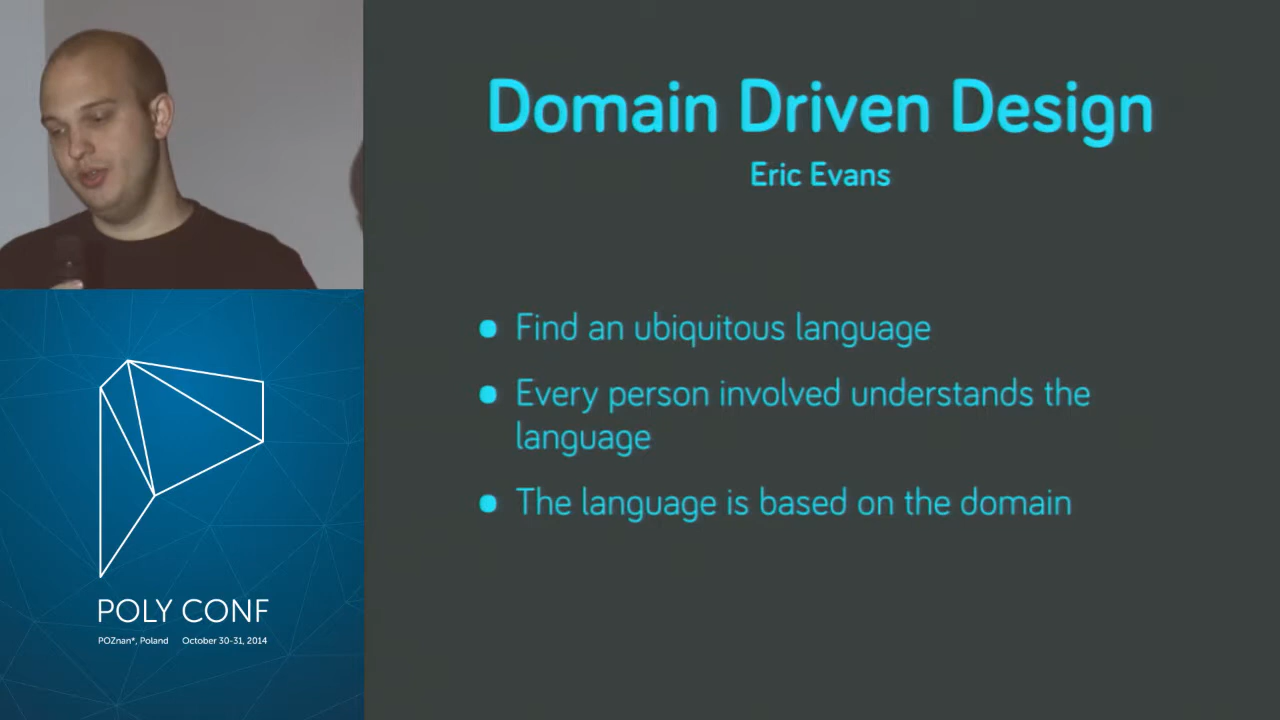 Domain Driven Design
Eric Evans
● Find an ubiquitous language
● Every person involved understands the
language
● The language is based on the domain
POLY CONF
POZnan*, Poland October 30-31, 2014